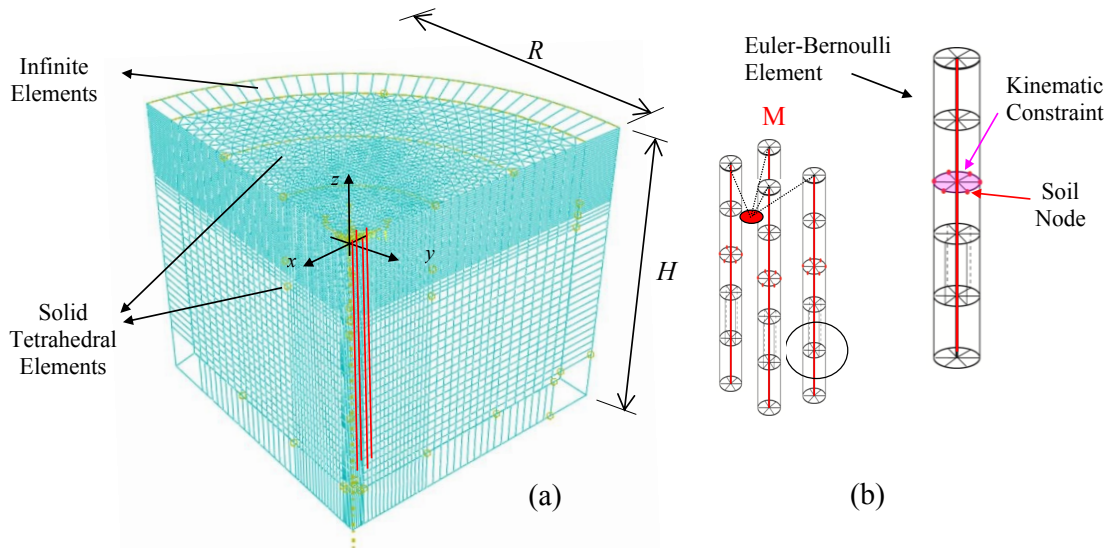 Infinite
Elements
R
z
x
y
H
Solid
Tetrahedral
Elements
(a)
Euler-Bernoulli
Element
Kinematic
Constraint
M
Soil
Node
(b)